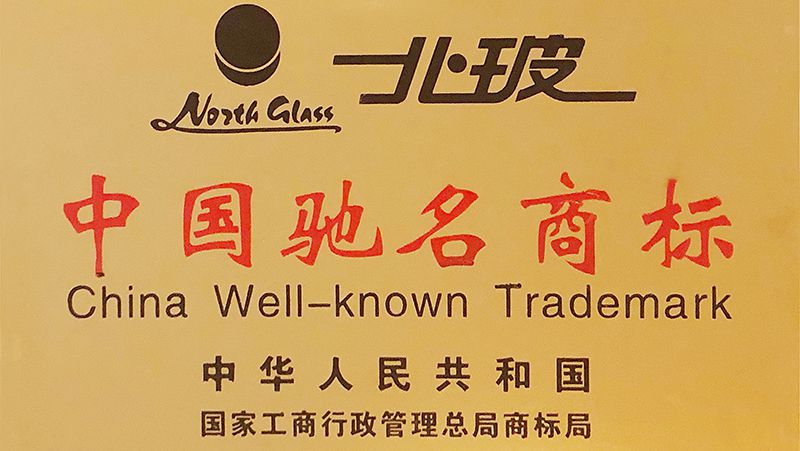 North Glass 北玻
中国驰名商标
China Well-known Trademark
中华人民共和国
国家工商行政管理总局商标局